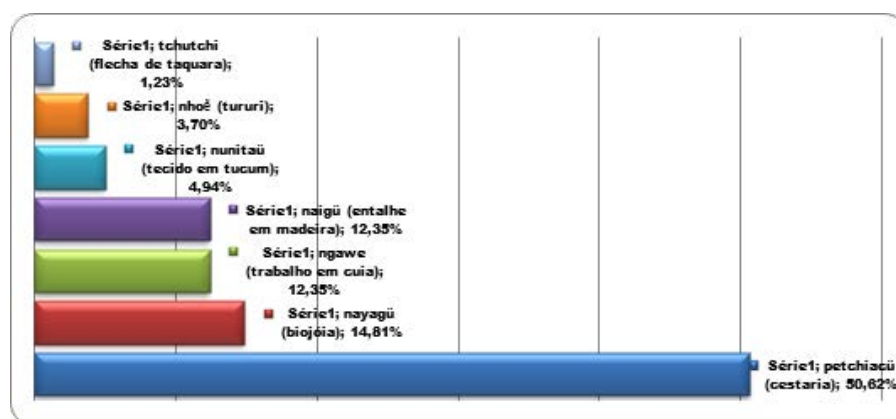 Série1; tchutchi
(flecha de taquara);
1,23%
Série1; nhoễ (tururi);
3,70%
Série1; nunitaü
(tecido em tucum);
4,94%
Série1; naigü (entalhe
em madeira); 12,35%
Série1; ngawe
(trabalho em cuia);
12,35%
Série1; nayagü
(biojóia); 14,81%
Série1; petchiacü
(cestaria); 50,62%